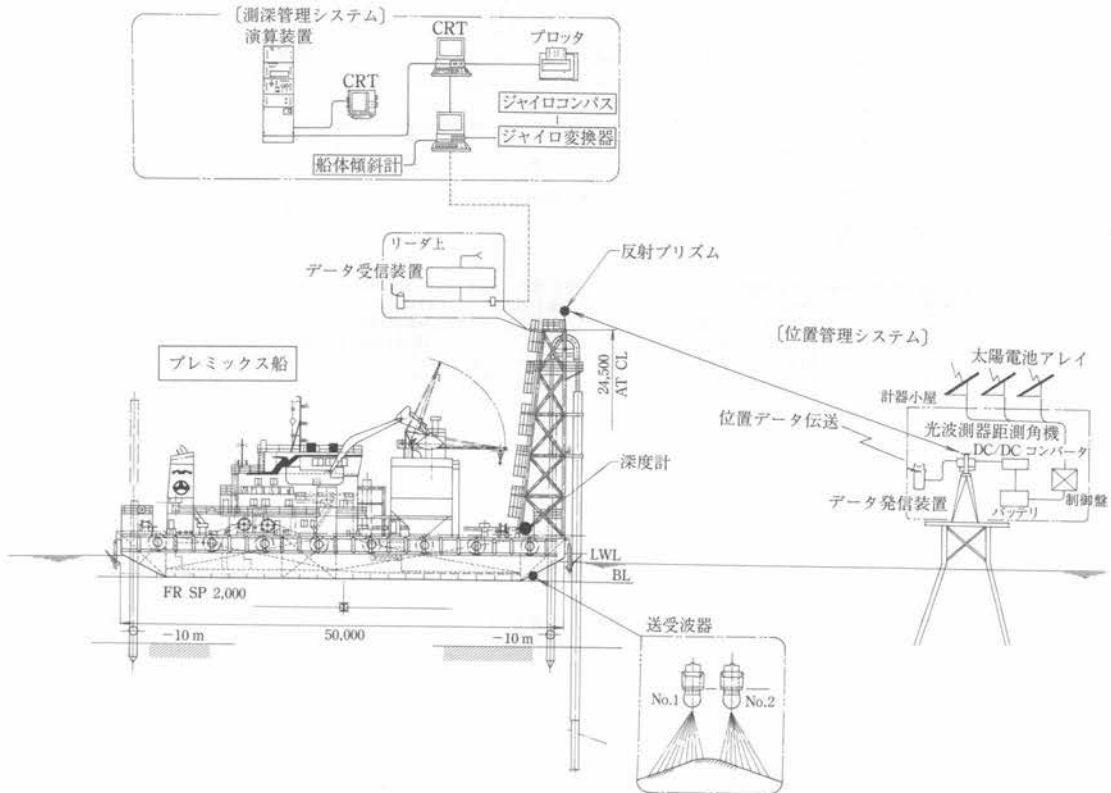 〔測深管理システム〕
演算装置
CRT
CRT
プロッタ
ジャイロコンパス
ジャイロ変換器
船体傾斜計
リーダ上
データ受信装置
反射プリズム
〔位置管理システム〕
太陽電池アレイ
計器小屋
プレミックス船
24,500
AT CL
位置データ伝送
光波測器距測角機
DC/DC コンバータ
深度計
データ発信装置
バッテリ
制御盤
LWL
BL
FR SP 2,000
-10 m
50,000
-10 m
送受波器
No.1
No.2